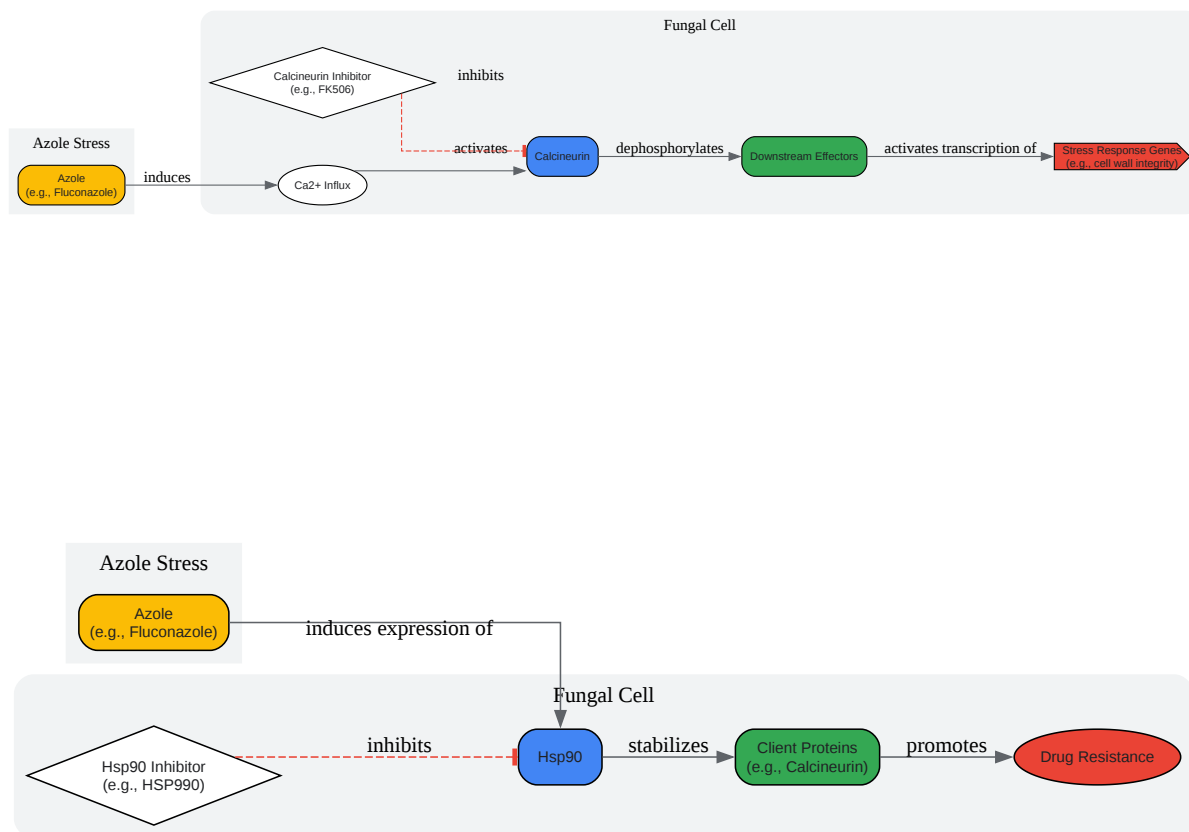 Fungal Cell
Calcineurin Inhibitor
(e.g., FK506)
inhibits
Azole Stress
Azole
(e.g., Fluconazole)
induces
Ca2+ Influx
activates
Calcineurin
dephosphorylates
Downstream Effectors
activates transcription of
Stress Response Genes
(e.g., cell wall integrity)
Azole Stress
Azole
(e.g., Fluconazole)
induces expression of
Fungal Cell
Hsp90 Inhibitor
(e.g., HSP990)
inhibits
Hsp90
stabilizes
Client Proteins
(e.g., Calcineurin)
promotes
Drug Resistance